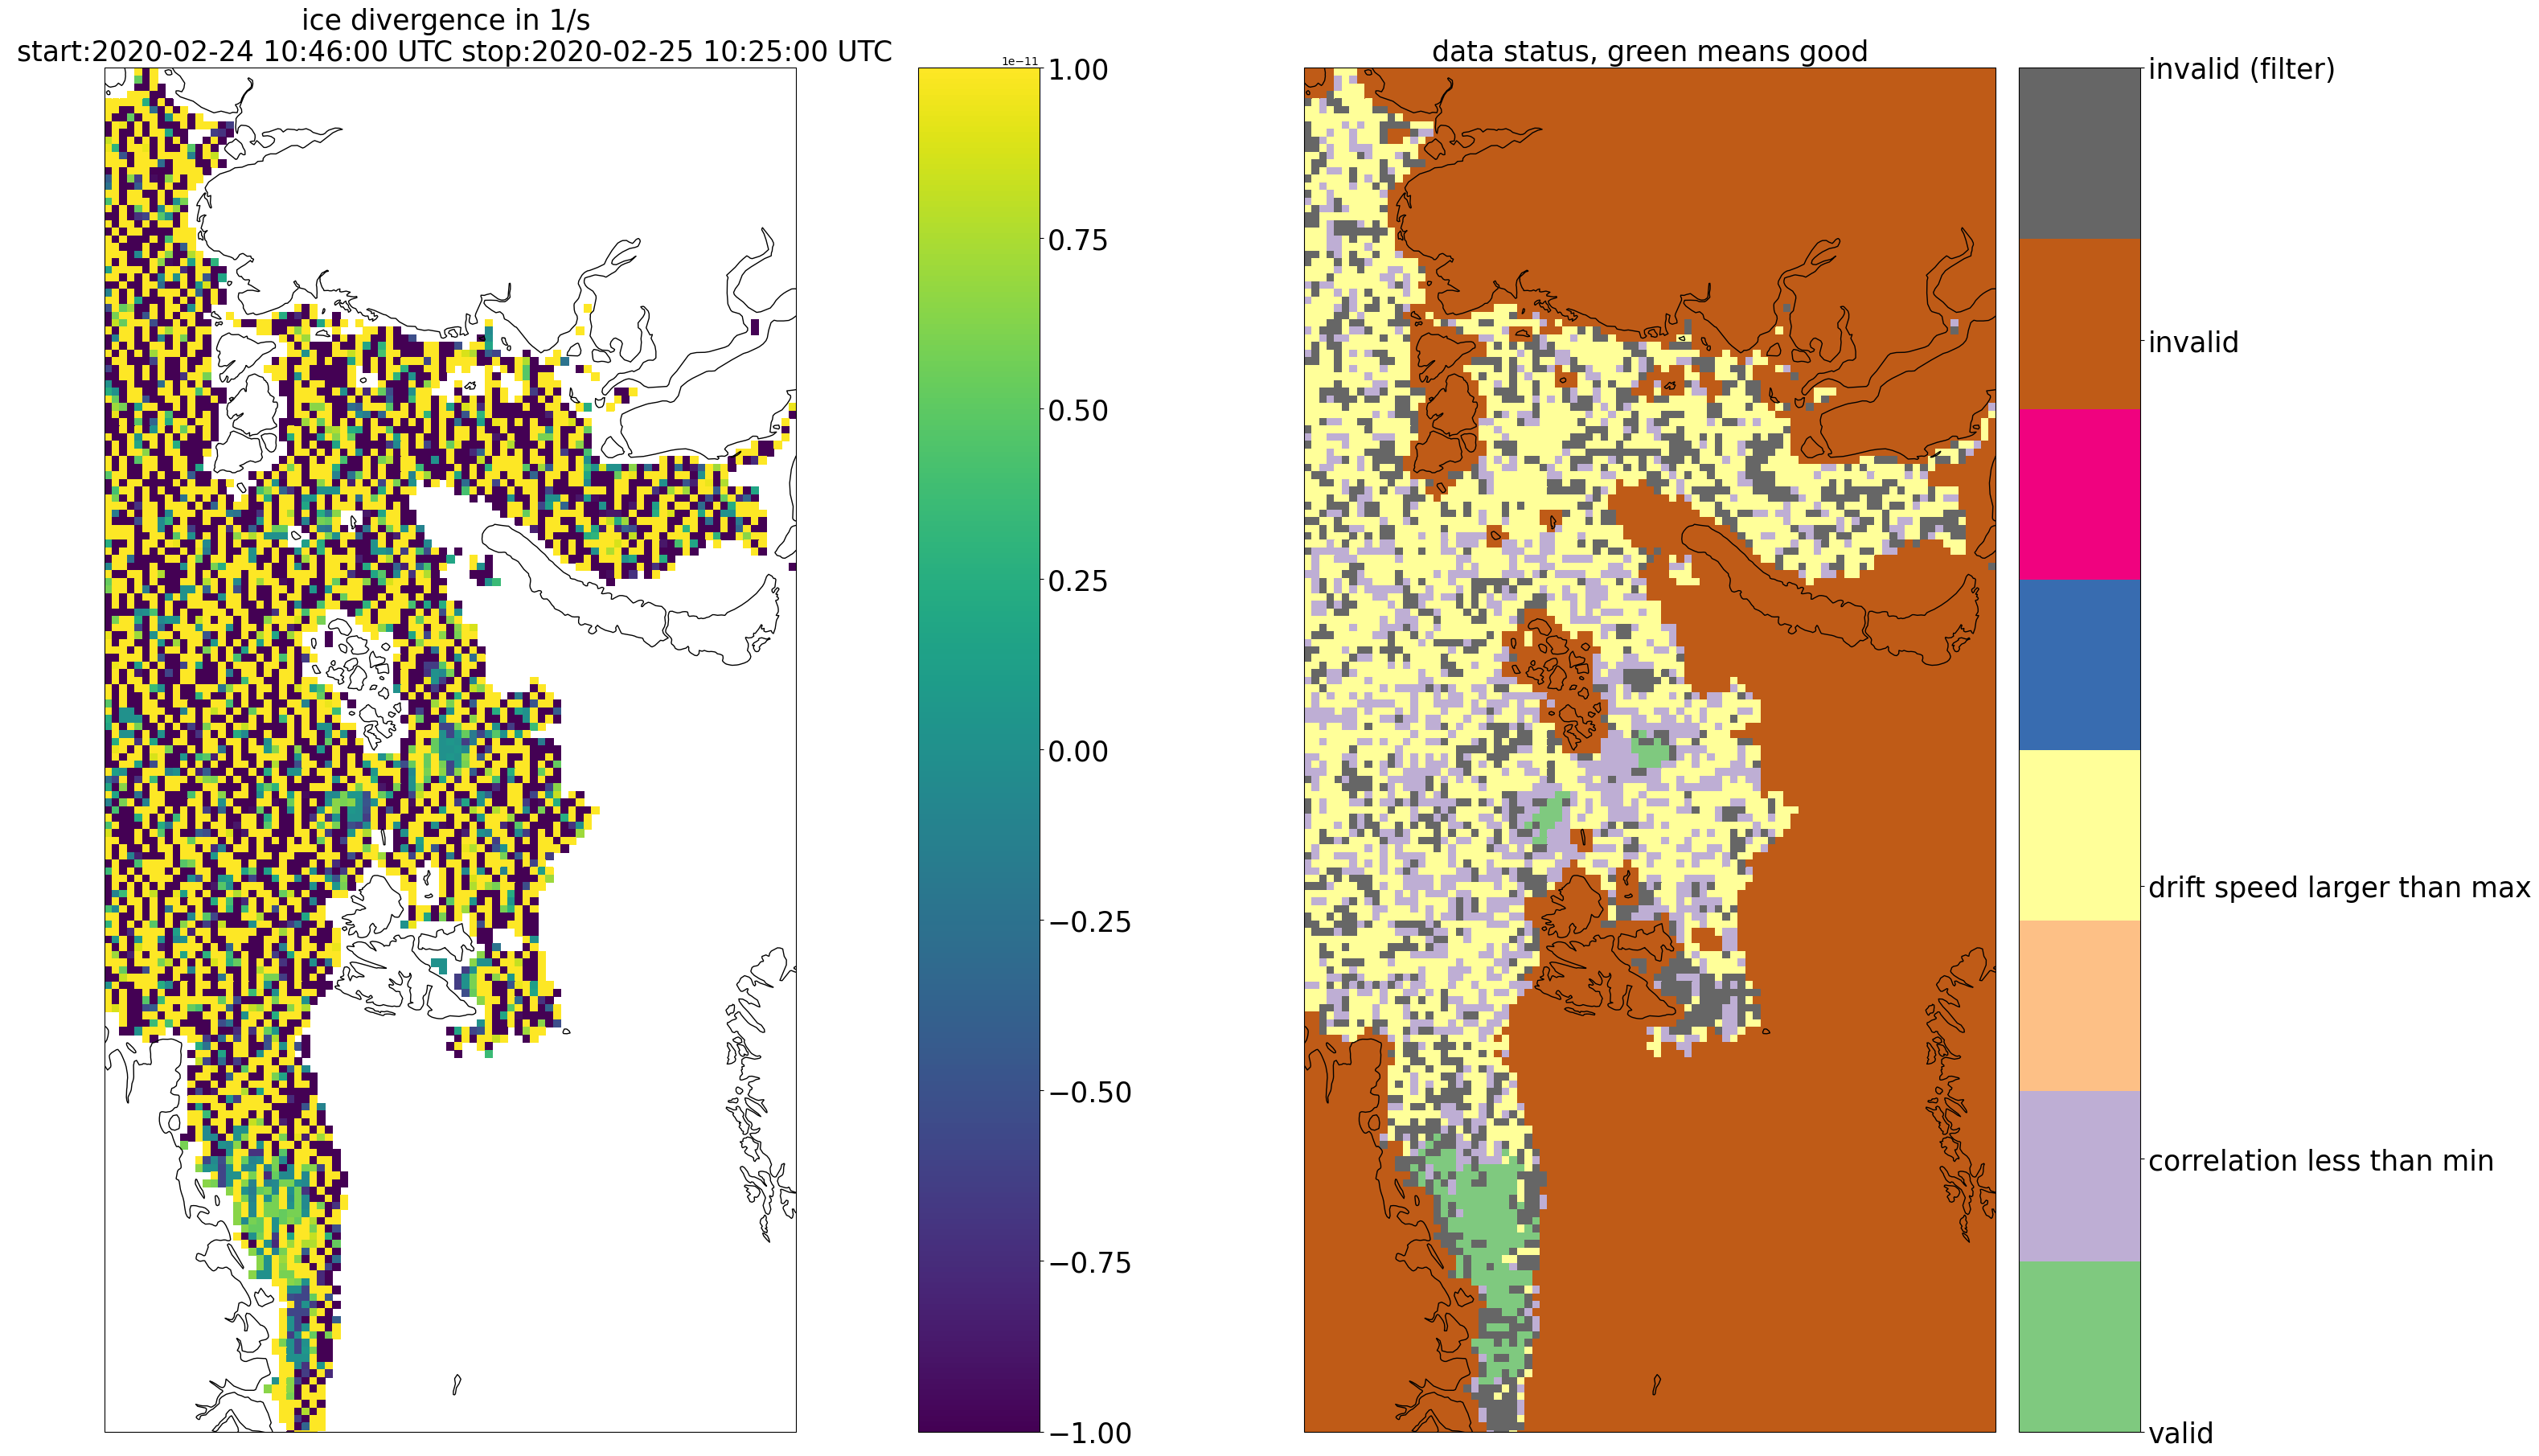 ice divergence in 1/s
start:2020-02-24 10:46:00 UTC stop:2020-02-25 10:25:00 UTC
1e−11
1.00
0.75
0.50
0.25
0.00
−0.25
−0.50
−0.75
−1.00
data status, green means good
invalid (filter)
invalid
drift speed larger than max
correlation less than min
valid